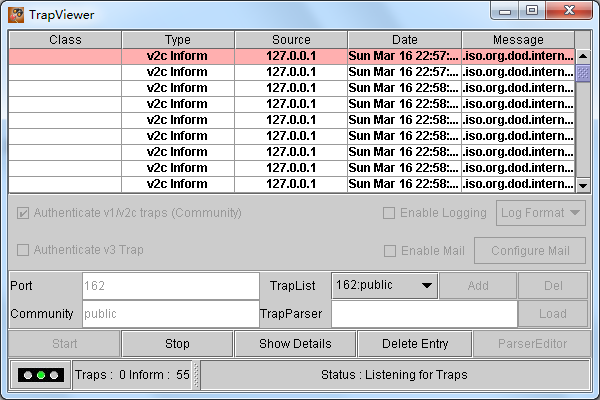 TrapViewer
Class Type Source Date Message
v2c Inform 127.0.0.1 Sun Mar 16 22:57:... .iso.org.dod.intern...
v2c Inform 127.0.0.1 Sun Mar 16 22:57:... .iso.org.dod.intern...
v2c Inform 127.0.0.1 Sun Mar 16 22:58:... .iso.org.dod.intern...
v2c Inform 127.0.0.1 Sun Mar 16 22:58:... .iso.org.dod.intern...
v2c Inform 127.0.0.1 Sun Mar 16 22:58:... .iso.org.dod.intern...
v2c Inform 127.0.0.1 Sun Mar 16 22:58:... .iso.org.dod.intern...
v2c Inform 127.0.0.1 Sun Mar 16 22:58:... .iso.org.dod.intern...
v2c Inform 127.0.0.1 Sun Mar 16 22:58:... .iso.org.dod.intern...
v2c Inform 127.0.0.1 Sun Mar 16 22:58:... .iso.org.dod.intern...
Authenticate v1/v2c traps (Community) Enable Logging Log Format
Authenticate v3 Trap Enable Mail Configure Mail
Port 162 TrapList 162:public Add Del
Community public TrapParser Load
Start Stop Show Details Delete Entry ParserEditor
Traps : 0 Inform : 55 Status : Listening for Traps